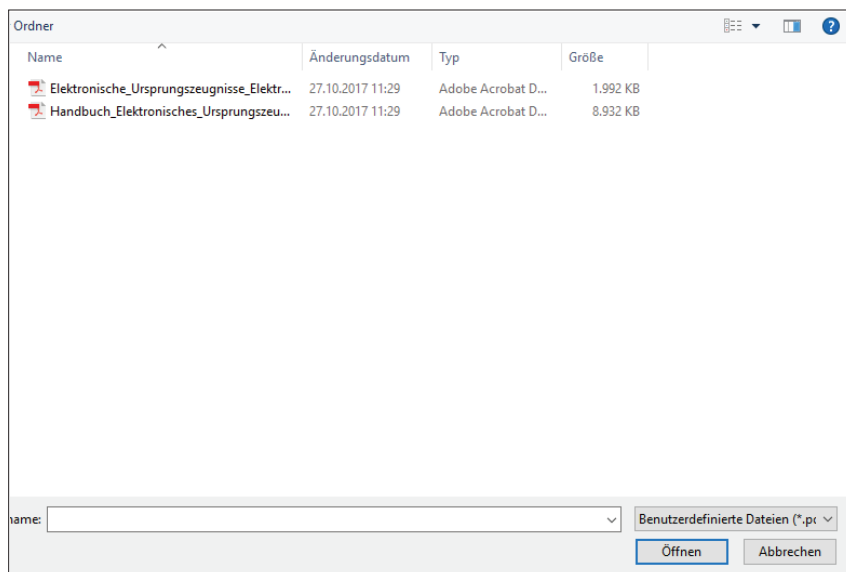 Ordner
Name Änderungsdatum Typ Größe
Elektronische_Ursprungszeugnisse_Elektr... 27.10.2017 11:29 Adobe Acrobat D... 1.992 KB
Handbuch_Elektronisches_Ursprungszeu... 27.10.2017 11:29 Adobe Acrobat D... 8.932 KB
name: Benutzerdefinierte Dateien (*.pd
Öffnen Abbrechen